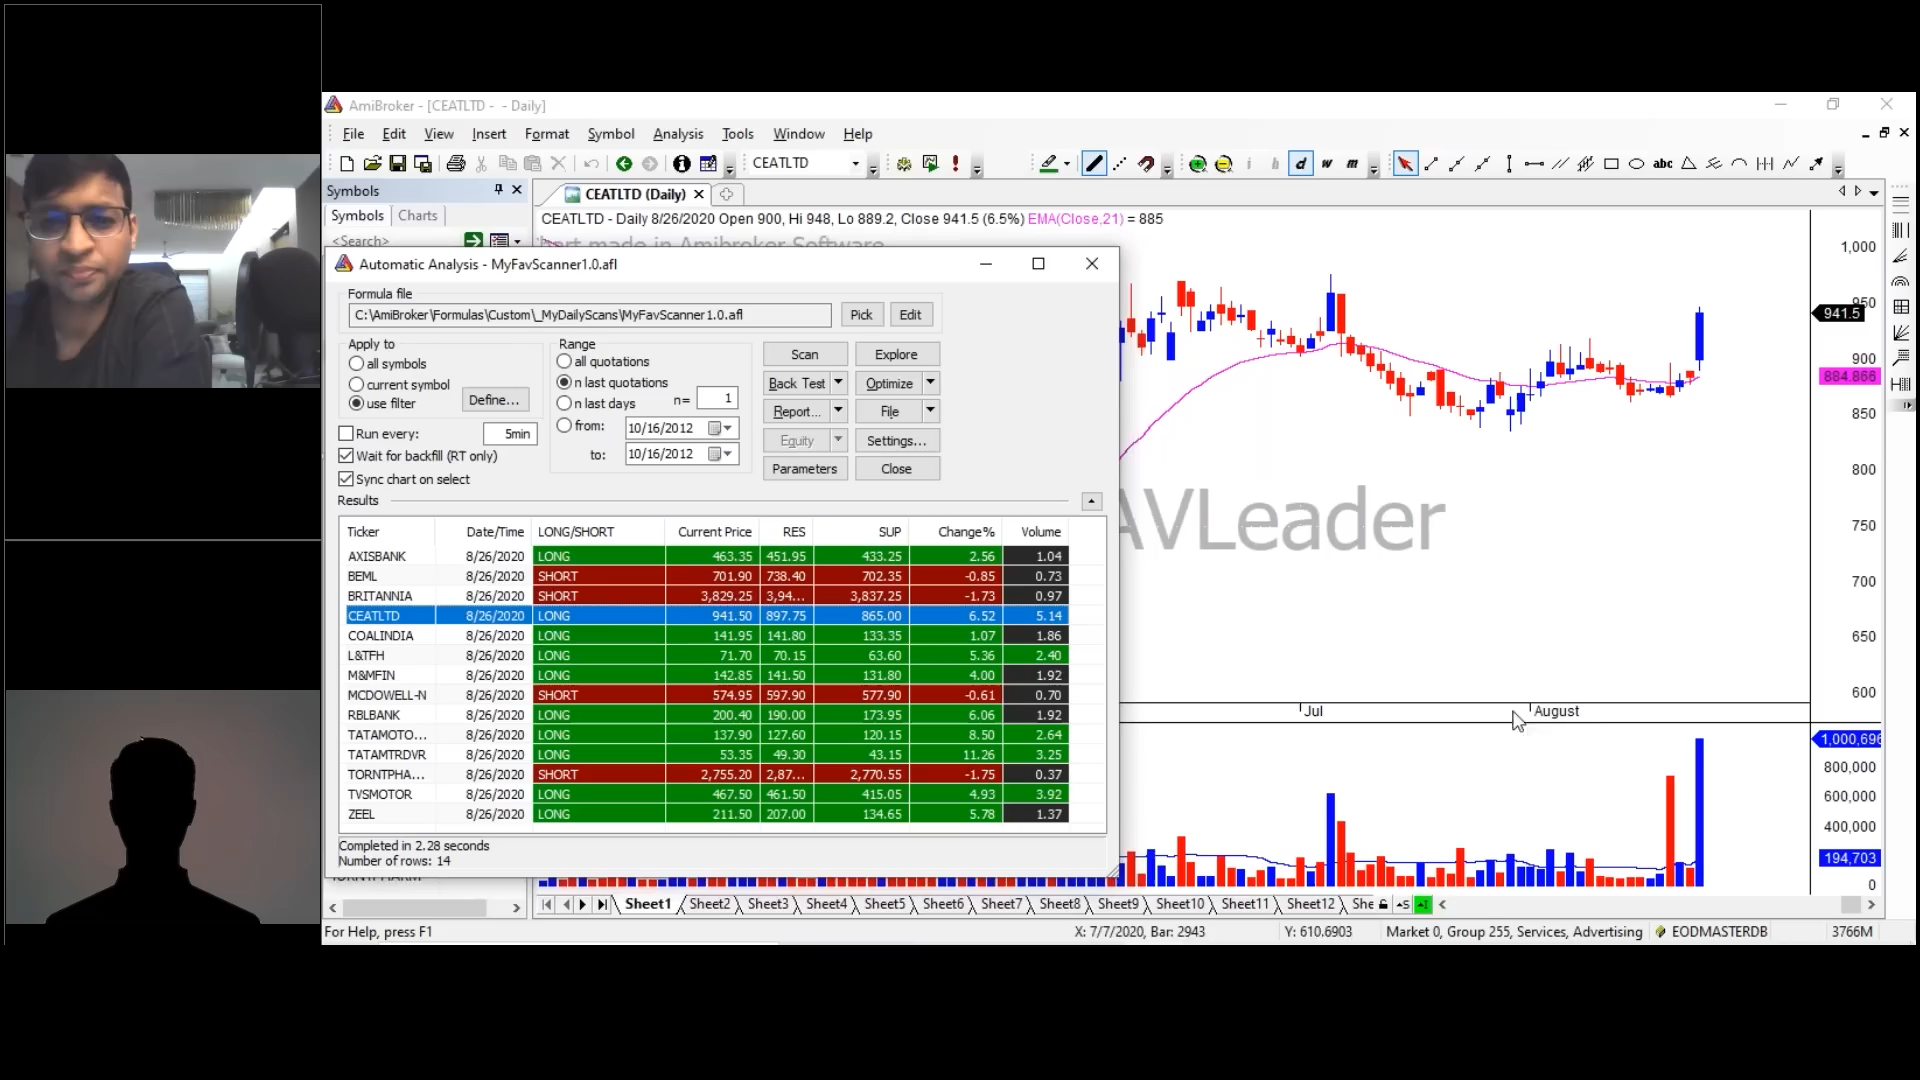 AmiBroker - [CEATLTD - - Daily]
File Edit View Insert Format Symbol Analysis Tools Window Help
CEATLTD
i h d w m
abc
Symbols
CEATLTD (Daily)
Symbols Charts
CEATLTD - Daily 8/26/2020 Open 900, Hi 948, Lo 889.2, Close 941.5 (6.5%) EMA(Close,21) = 885
<Search>
made in Amibroker Software
Automatic Analysis - MyFavScanner1.0.afl
Formula file
C:\AmiBroker\Formulas\Custom\_MyDailyScans\MyFavScanner1.0.afl
Pick Edit
Apply to
all symbols
current symbol
use filter
Define...
Run every: 5min
Wait for backfill (RT only)
Sync chart on select
Range
all quotations
n last quotations
n last days
n= 1
from: 10/16/2012
to: 10/16/2012
Scan Explore
Back Test Optimize
Report... File
Equity Settings...
Parameters Close
Results
Ticker Date/Time LONG/SHORT Current Price RES SUP Change% Volume
AXISBANK 8/26/2020 LONG 463.35 451.95 433.25 2.56 1.04
BEML 8/26/2020 SHORT 701.90 738.40 702.35 -0.85 0.73
BRITANNIA 8/26/2020 SHORT 3,829.25 3,94... 3,837.25 -1.73 0.97
CEATLTD 8/26/2020 LONG 941.50 897.75 865.00 6.52 5.14
COALINDIA 8/26/2020 LONG 141.95 141.80 133.35 1.07 1.86
L&TFH 8/26/2020 LONG 71.70 70.15 63.60 5.36 2.40
M&MFIN 8/26/2020 LONG 142.85 141.50 131.80 4.00 1.92
MCDOWELL-N 8/26/2020 SHORT 574.95 597.90 577.90 -0.61 0.70
RBLBANK 8/26/2020 LONG 200.40 190.00 173.95 6.06 1.92
TATAMOTO... 8/26/2020 LONG 137.90 127.60 120.15 8.50 2.64
TATAMTRDVR 8/26/2020 LONG 53.35 49.30 43.15 11.26 3.25
TORNTPHA... 8/26/2020 SHORT 2,755.20 2,87... 2,770.55 -1.75 0.37
TVSMOTOR 8/26/2020 LONG 467.50 461.50 415.05 4.93 3.92
ZEEL 8/26/2020 LONG 211.50 207.00 134.65 5.78 1.37
Completed in 2.28 seconds
Number of rows: 14
AVLeader
1,000
950
941.5
900
884.866
850
800
750
700
650
600
Jul August
1,000,696
800,000
600,000
400,000
194,703
0
Sheet1 Sheet2 Sheet3 Sheet4 Sheet5 Sheet6 Sheet7 Sheet8 Sheet9 Sheet10 Sheet11 Sheet12 She
For Help, press F1
X: 7/7/2020, Bar: 2943 Y: 610.6903 Market 0, Group 255, Services, Advertising EODMASTERDB 3766M